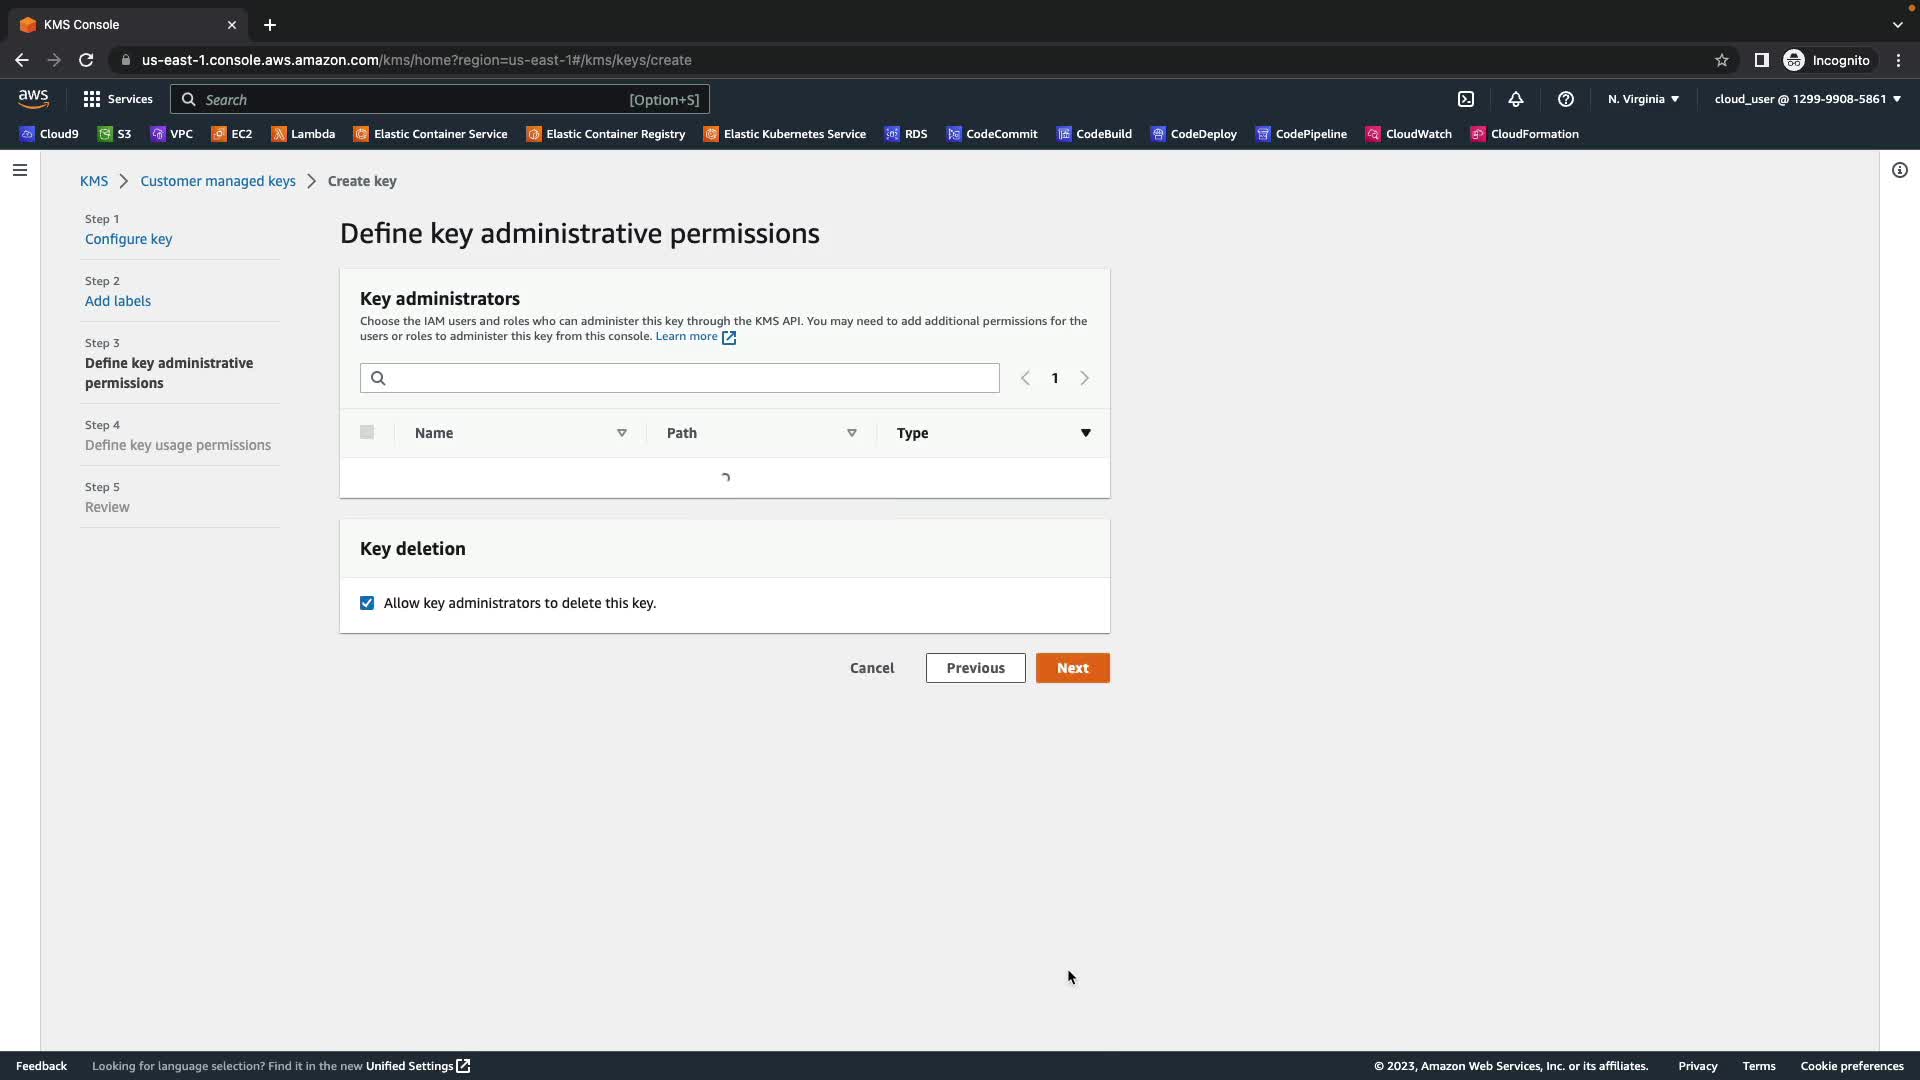 KMS Console
us-east-1.console.aws.amazon.com/kms/home?region=us-east-1#/kms/keys/create
Incognito
aws
Services
Search
[Option+S]
N. Virginia
cloud_user @ 1299-9908-5861
Cloud9 S3 VPC EC2 Lambda Elastic Container Service Elastic Container Registry Elastic Kubernetes Service RDS CodeCommit CodeBuild CodeDeploy CodePipeline CloudWatch CloudFormation
KMS > Customer managed keys > Create key
Step 1
Configure key
Step 2
Add labels
Step 3
Define key administrative
permissions
Step 4
Define key usage permissions
Step 5
Review
Define key administrative permissions
Key administrators
Choose the IAM users and roles who can administer this key through the KMS API. You may need to add additional permissions for the
users or roles to administer this key from this console. Learn more
1
Name Path Type
Key deletion
Allow key administrators to delete this key.
Cancel Previous Next
Feedback Looking for language selection? Find it in the new Unified Settings © 2023, Amazon Web Services, Inc. or its affiliates. Privacy Terms Cookie preferences